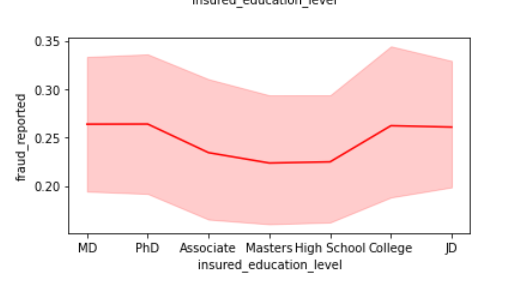 insured_education_level
0.35
0.30
0.25
0.20
fraud_reported
MD PhD Associate Masters High School College JD
insured_education_level